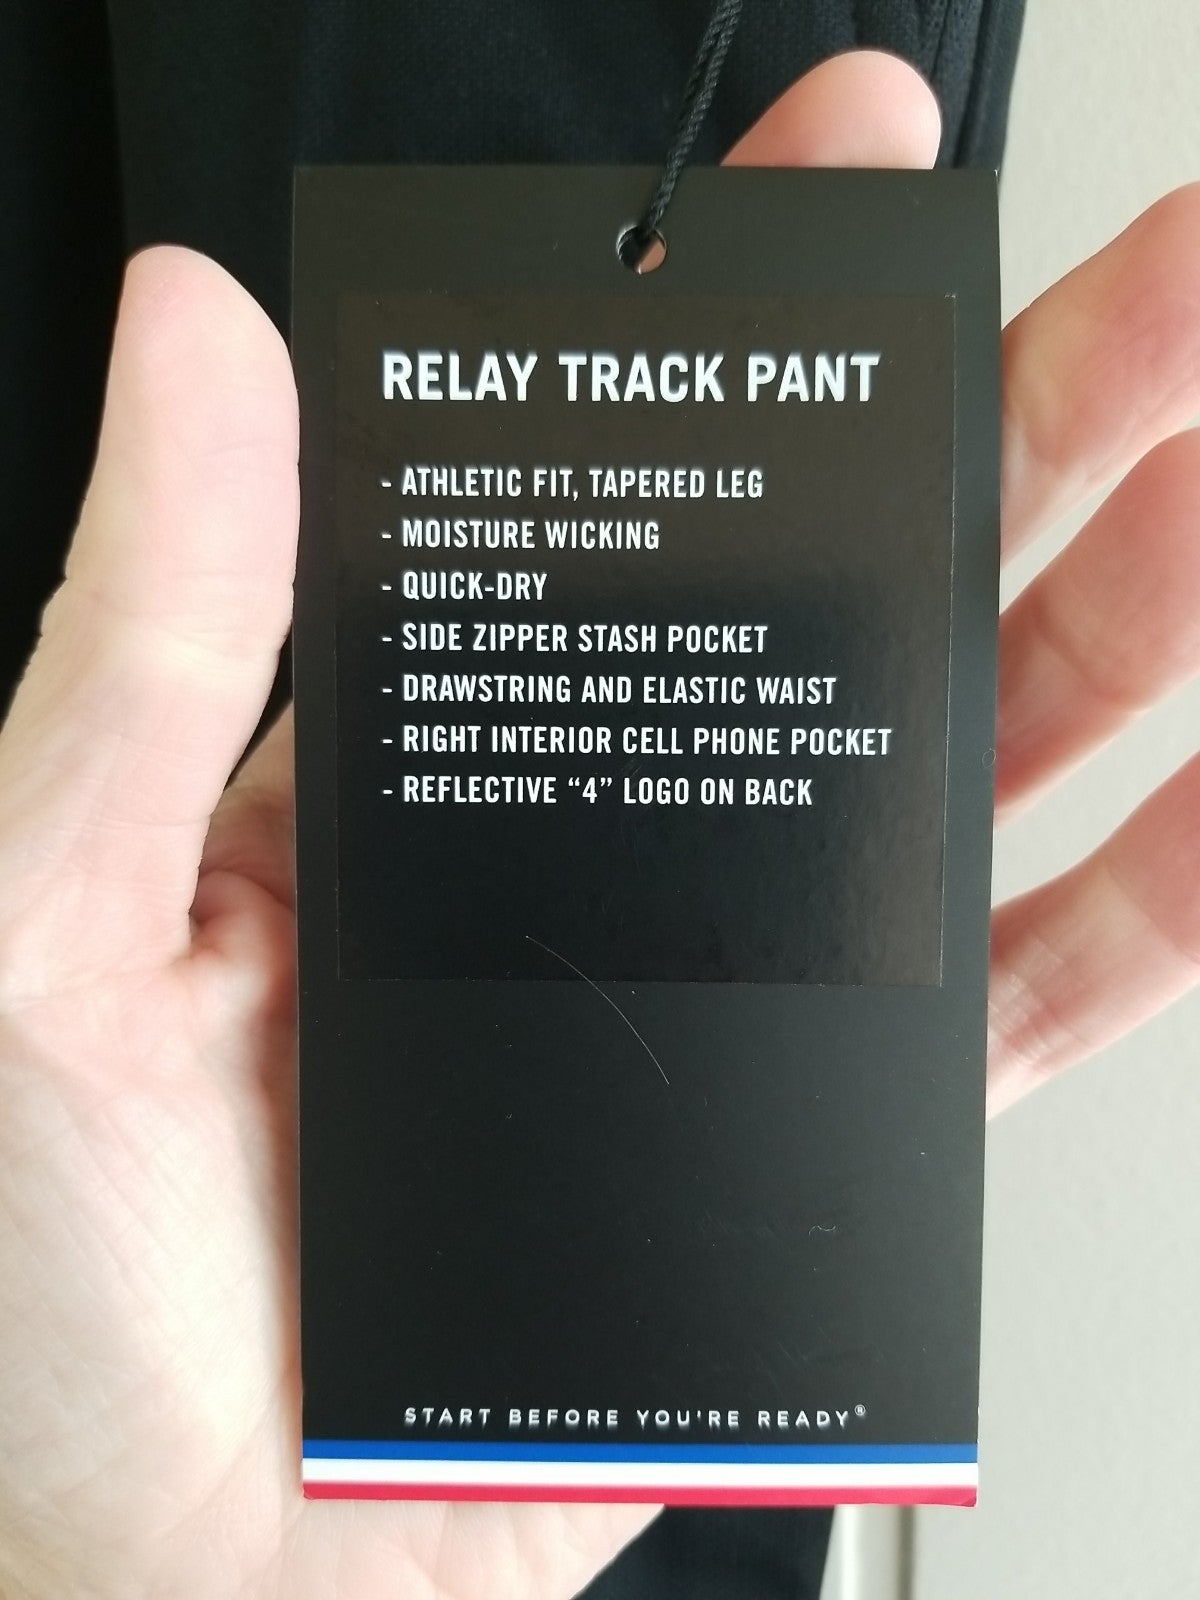 RELAY TRACK PANT
- ATHLETIC FIT, TAPERED LEG
- MOISTURE WICKING
- QUICK-DRY
- SIDE ZIPPER STASH POCKET
- DRAWSTRING AND ELASTIC WAIST
- RIGHT INTERIOR CELL PHONE POCKET
- REFLECTIVE “4” LOGO ON BACK
START BEFORE YOU'RE READY®